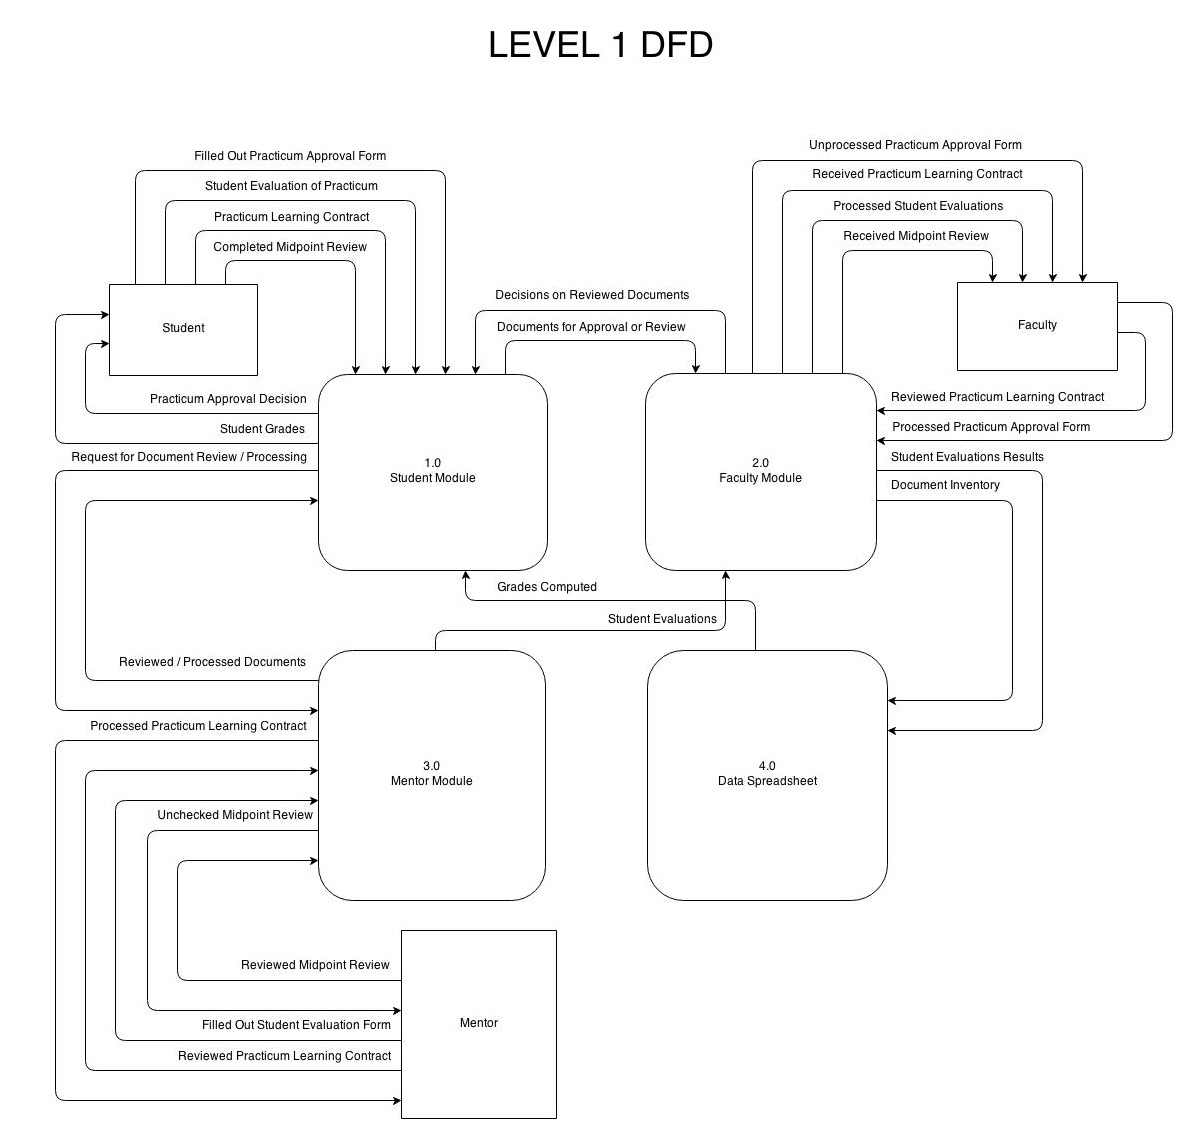 LEVEL 1 DFD
Unprocessed Practicum Approval Form
Filled Out Practicum Approval Form
Received Practicum Learning Contract
Student Evaluation of Practicum
Processed Student Evaluations
Practicum Learning Contract
Received Midpoint Review
Completed Midpoint Review
Decisions on Reviewed Documents
Student
Documents for Approval or Review
Faculty
Practicum Approval Decision
Reviewed Practicum Learning Contract
Student Grades
Processed Practicum Approval Form
Request for Document Review / Processing
Student Evaluations Results
1.0
Student Module
2.0
Faculty Module
Document Inventory
Grades Computed
Student Evaluations
Reviewed / Processed Documents
Processed Practicum Learning Contract
3.0
Mentor Module
4.0
Data Spreadsheet
Unchecked Midpoint Review
Reviewed Midpoint Review
Filled Out Student Evaluation Form
Mentor
Reviewed Practicum Learning Contract